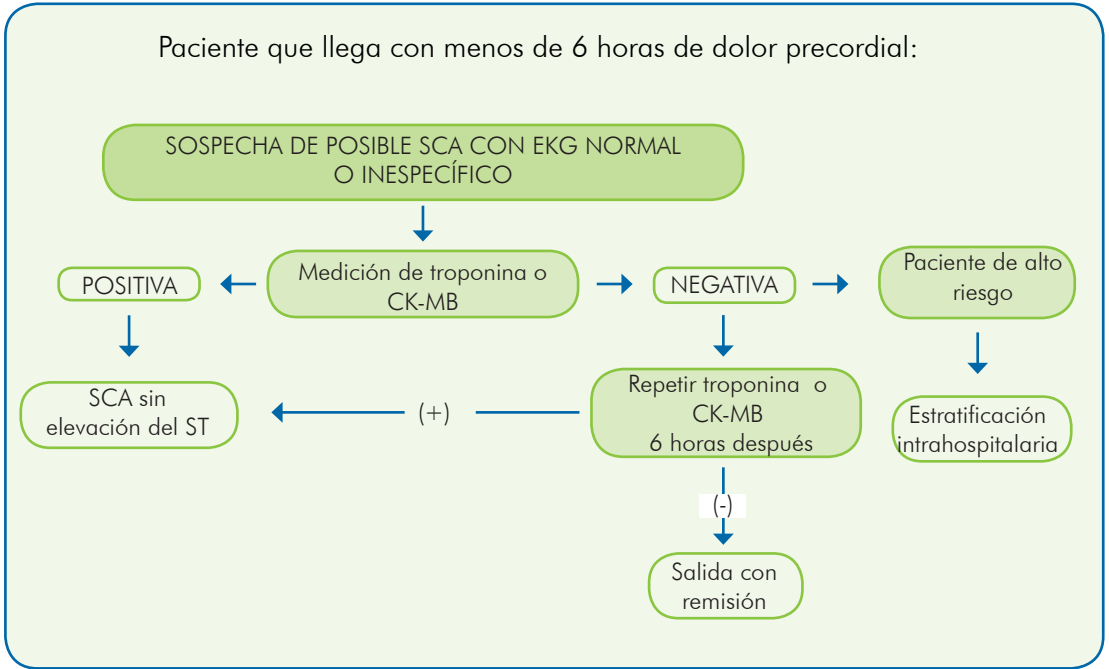 Paciente que llega con menos de 6 horas de dolor precordial:
SOSPECHA DE POSIBLE SCA CON EKG NORMAL
O INESPECÍFICO
POSITIVA
Medición de troponina o
CK-MB
NEGATIVA
Paciente de alto
riesgo
SCA sin
elevación del ST
(+)
Repetir troponina o
CK-MB
6 horas después
Estratificación
intrahospitalaria
(-)
Salida con
remisión